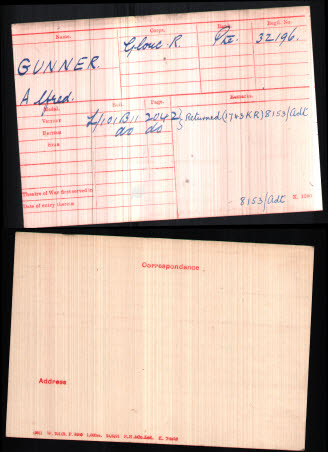 Name. Corps. Rank. Regtl. No.
GUNNER Glouc. R. Pte 32196.
Alfred.
Medal. Roll. Page. Remarks.
Victory L/101B11 2042 } Returned (1743 KR) 8153/Adt
British do do
Star
Theatre of War first served in
Date of entry therein
8153/Adt K. 1380
Correspondence
Address